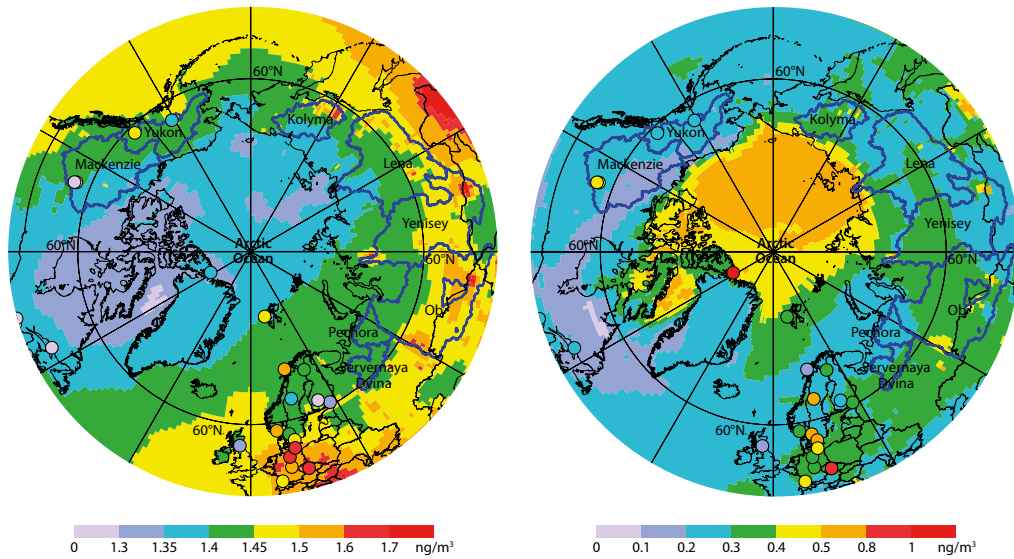 60°N
Kolyma
Yukon
Mackenzie
Lena
Yenisey
60°N
Arctic
Ocean
60°N
Ob'
Pechora
Servernaya
Dvina
60°N
0 1.3 1.35 1.4 1.45 1.5 1.6 1.7 ng/m³
60°N
Kolyma
Yukon
Mackenzie
Lena
Yenisey
60°N
Arctic
Ocean
60°N
Ob'
Pechora
Servernaya
Dvina
60°N
0 0.1 0.2 0.3 0.4 0.5 0.8 1 ng/m³